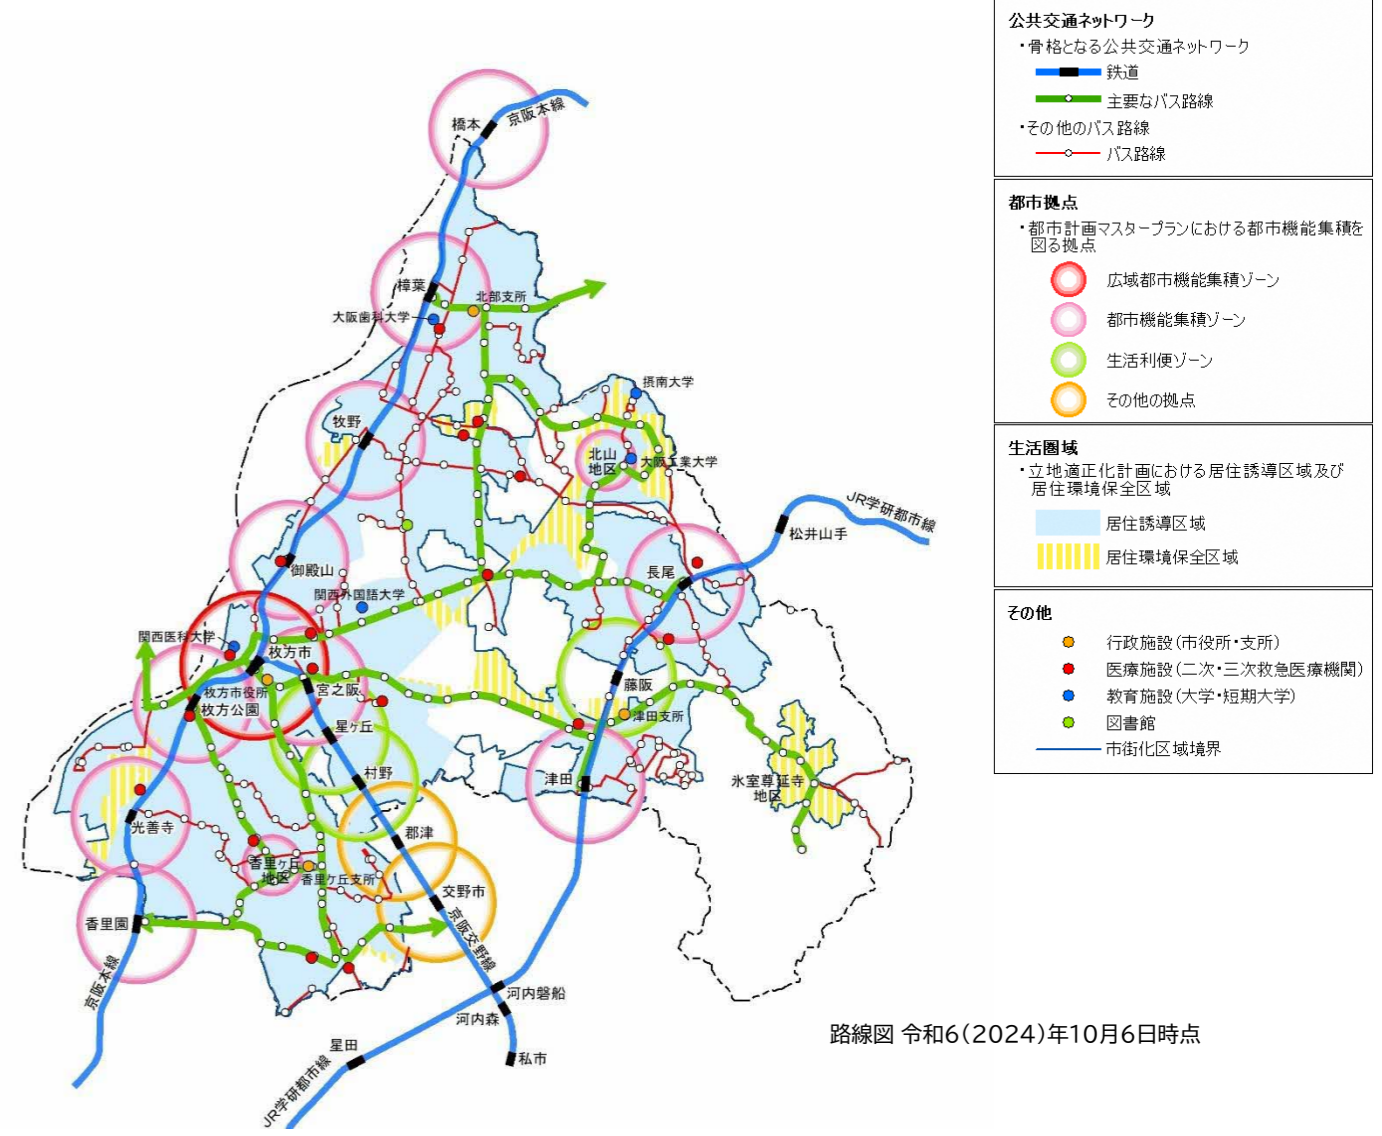 公共交通ネットワーク
・骨格となる公共交通ネットワーク
鉄道
主要なバス路線
・その他のバス路線
バス路線
都市拠点
・都市計画マスタープランにおける都市機能集積を
図る拠点
広域都市機能集積ゾーン
都市機能集積ゾーン
生活利便ゾーン
その他の拠点
生活圏域
・立地適正化計画における居住誘導区域及び
居住環境保全区域
居住誘導区域
居住環境保全区域
その他
行政施設(市役所・支所)
医療施設(二次・三次救急医療機関)
教育施設(大学・短期大学)
図書館
市街化区域境界
橋本
京阪本線
樟葉
北部支所
大阪歯科大学
摂南大学
牧野
北山
地区
大阪工業大学
JR学研都市線
松井山手
御殿山
長尾
関西外国語大学
関西医科大学
枚方市
枚方市役所
枚方公園
宮之阪
藤阪
津田支所
星ヶ丘
村野
津田
氷室尊延寺
地区
光善寺
郡津
香里ケ丘
地区
香里ケ丘支所
交野市
香里園
京阪交野線
京阪本線
河内磐船
河内森
星田
私市
JR学研都市線
路線図 令和6(2024)年10月6日時点